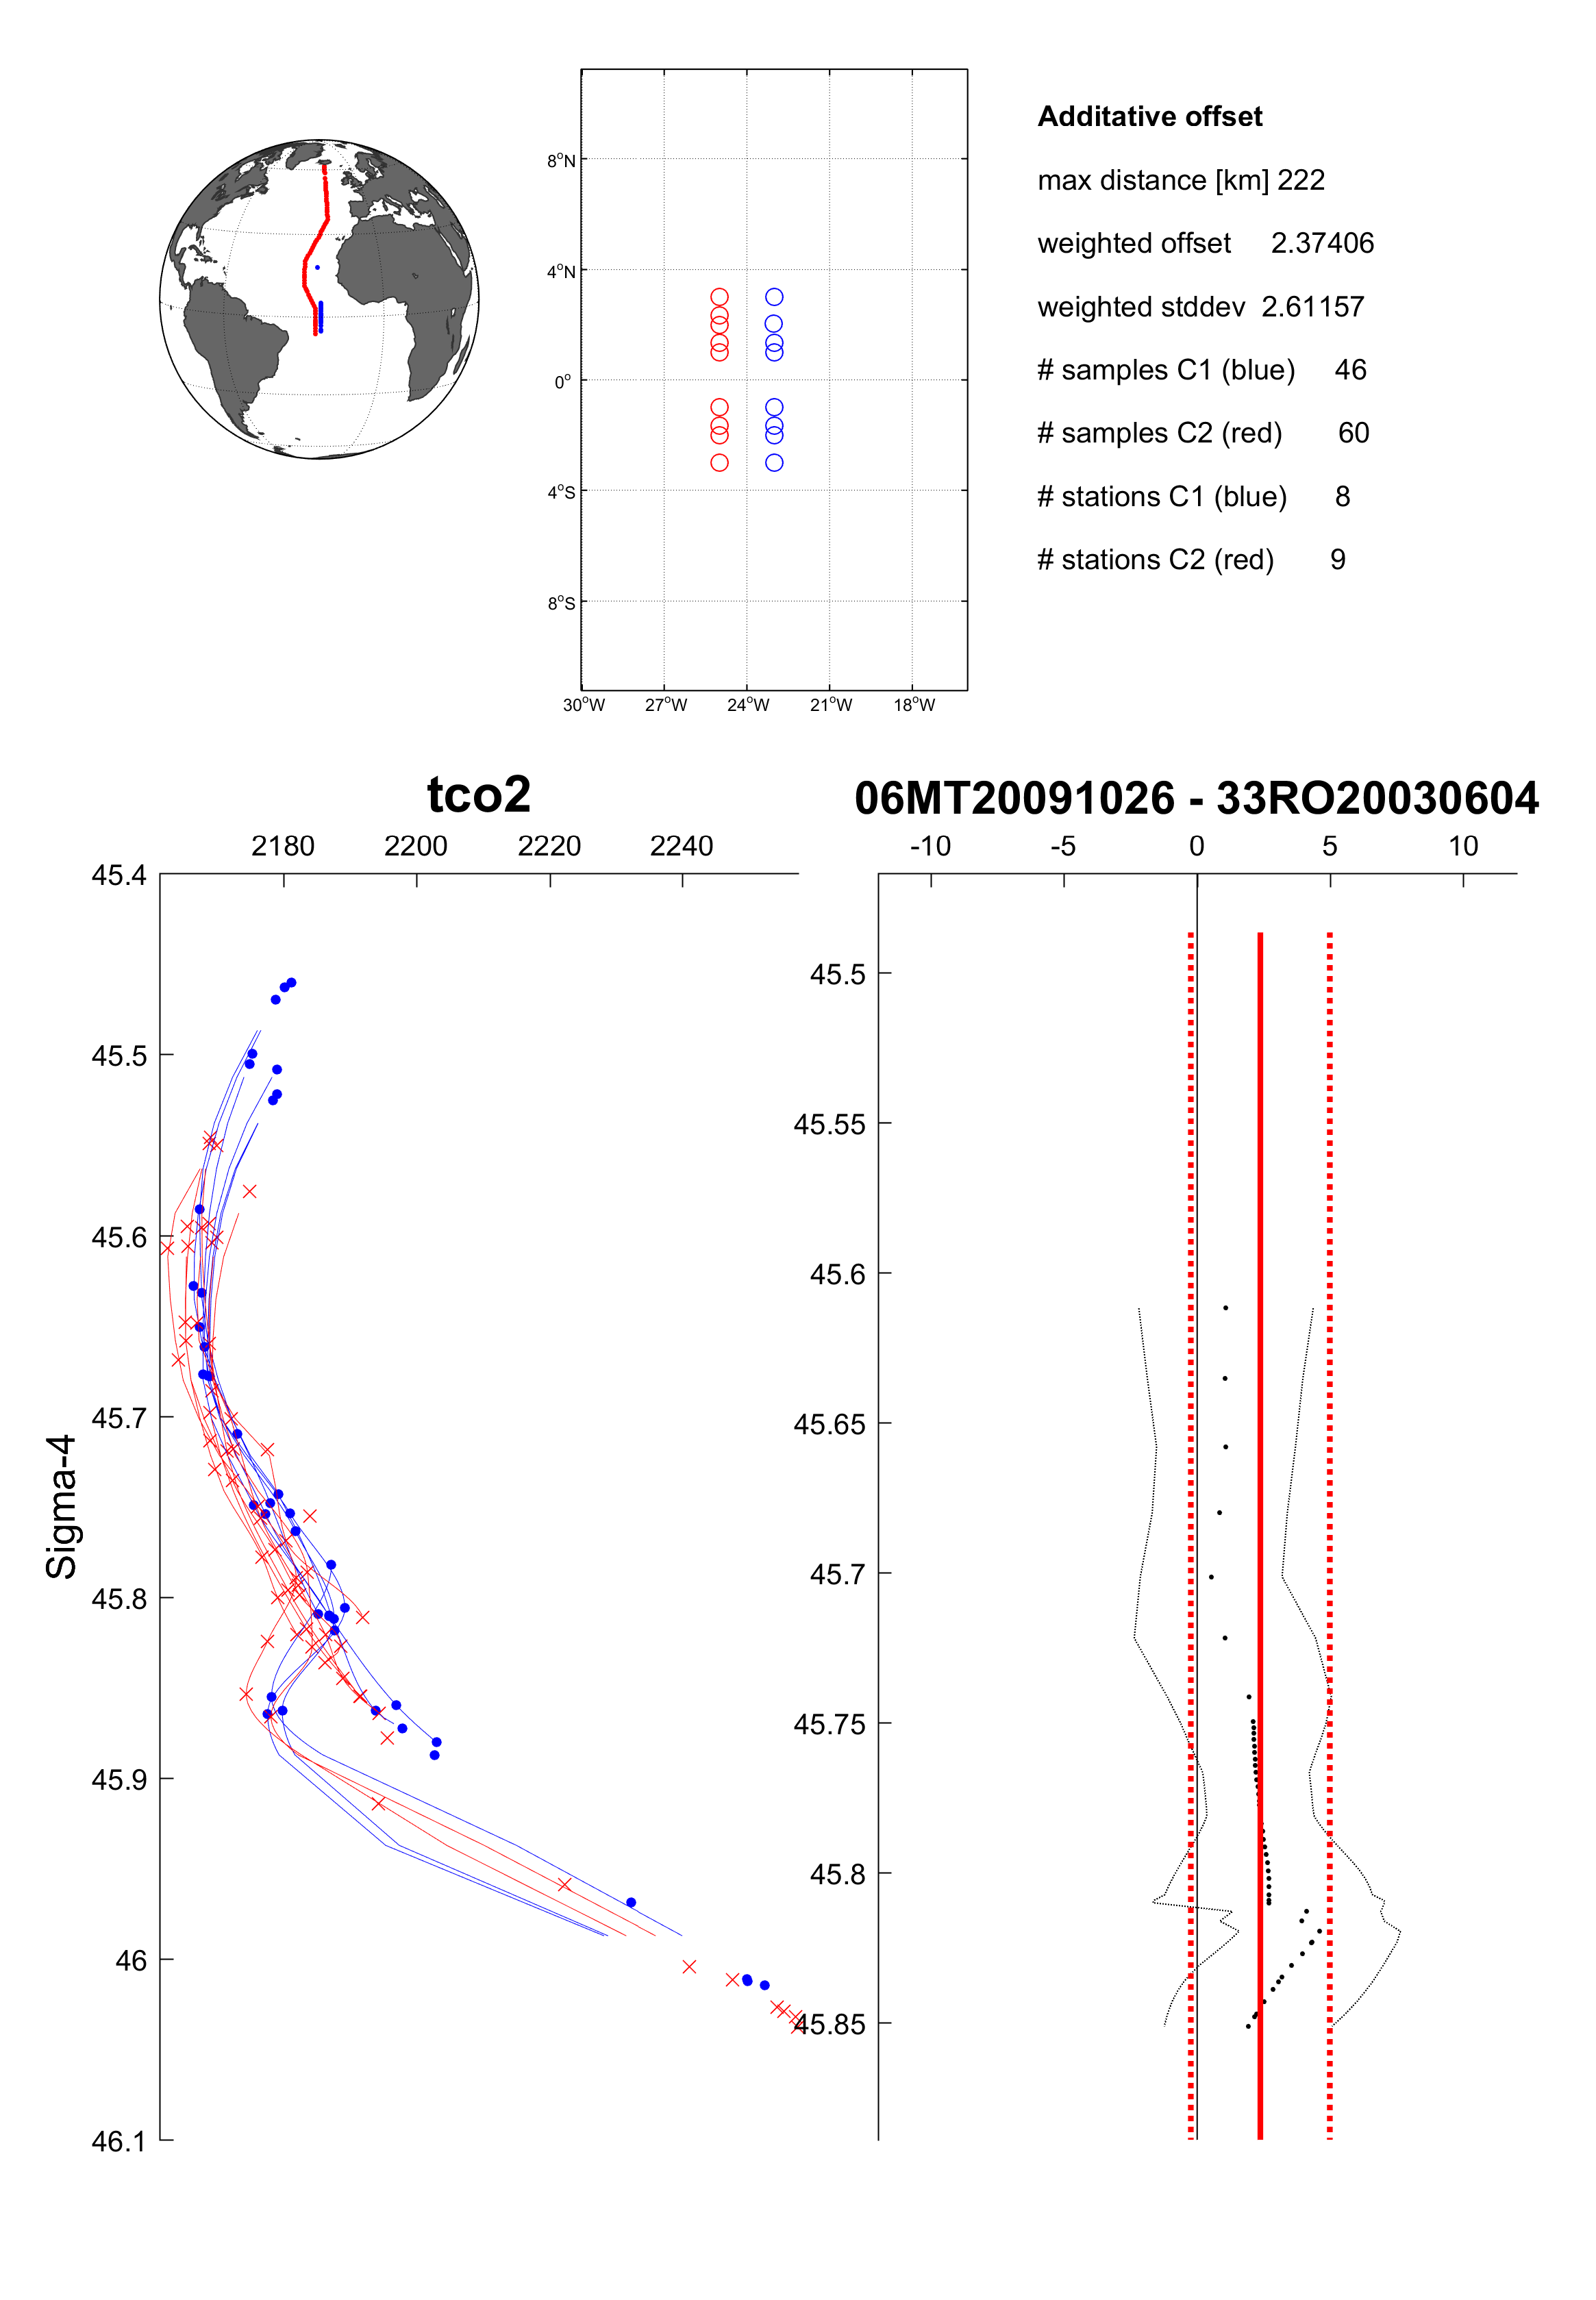 Additative offset
max distance [km] 222
weighted offset 2.37406
weighted stddev 2.61157
# samples C1 (blue) 46
# samples C2 (red) 60
# stations C1 (blue) 8
# stations C2 (red) 9
8°N
4°N
0°
4°S
8°S
30°W 27°W 24°W 21°W 18°W
tco2
2180 2200 2220 2240
45.4
45.5
45.6
45.7
45.8
45.9
46
46.1
Sigma-4
06MT20091026 - 33RO20030604
-10 -5 0 5 10
45.5
45.55
45.6
45.65
45.7
45.75
45.8
45.85